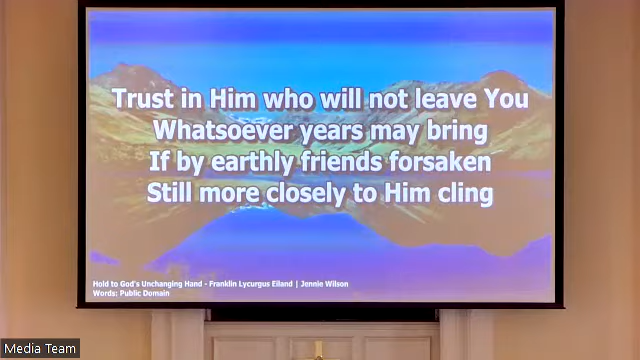 Trust in Him who will not leave You
Whatsoever years may bring
If by earthly friends forsaken
Still more closely to Him cling
Hold to God's Unchanging Hand - Franklin Lycurgus Eiland | Jennie Wilson
Words: Public Domain
Media Team